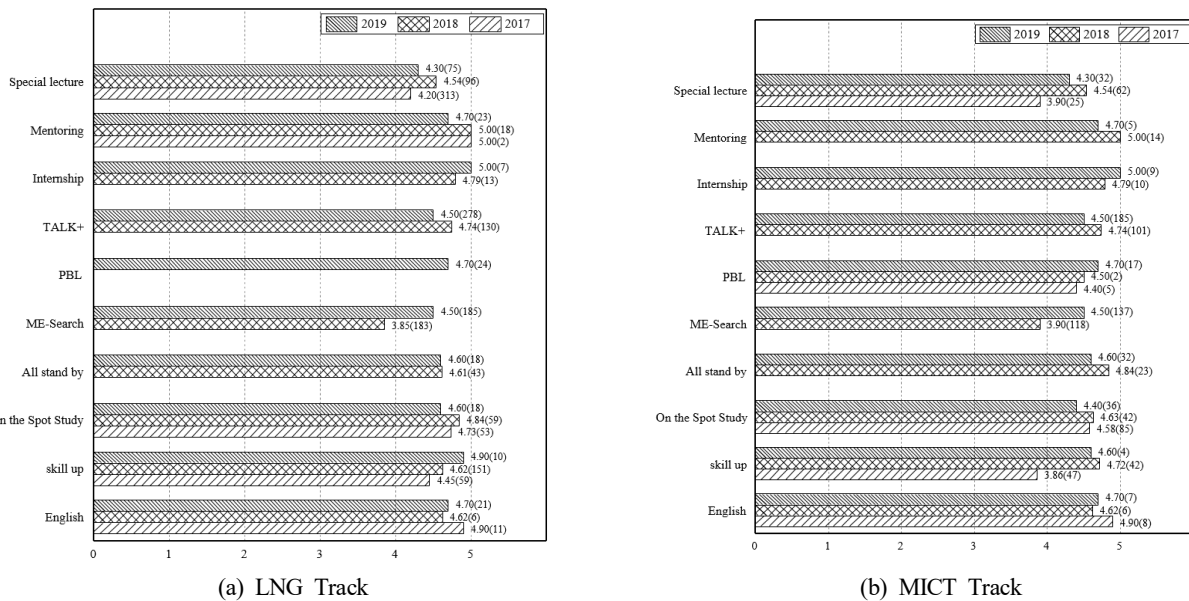 2019 2018 2017
Special lecture
4.30(75)
4.54(96)
4.20(313)
Mentoring
4.70(23)
5.00(18)
5.00(2)
Internship
5.00(7)
4.79(13)
TALK+
4.50(278)
4.74(130)
PBL
4.70(24)
ME-Search
4.50(185)
3.85(183)
All stand by
4.60(18)
4.61(43)
n the Spot Study
4.60(18)
4.84(59)
4.73(53)
skill up
4.90(10)
4.62(151)
4.45(59)
English
4.70(21)
4.62(6)
4.90(11)
0 1 2 3 4 5
(a) LNG Track
2019 2018 2017
Special lecture
4.30(32)
4.54(62)
3.90(25)
Mentoring
4.70(5)
5.00(14)
Internship
5.00(9)
4.79(10)
TALK+
4.50(185)
4.74(101)
PBL
4.70(17)
4.50(2)
4.40(5)
ME-Search
4.50(137)
3.90(118)
All stand by
4.60(32)
4.84(23)
On the Spot Study
4.40(36)
4.63(42)
4.58(85)
skill up
4.60(4)
4.72(42)
3.86(47)
English
4.70(7)
4.62(6)
4.90(8)
0 1 2 3 4 5
(b) MICT Track